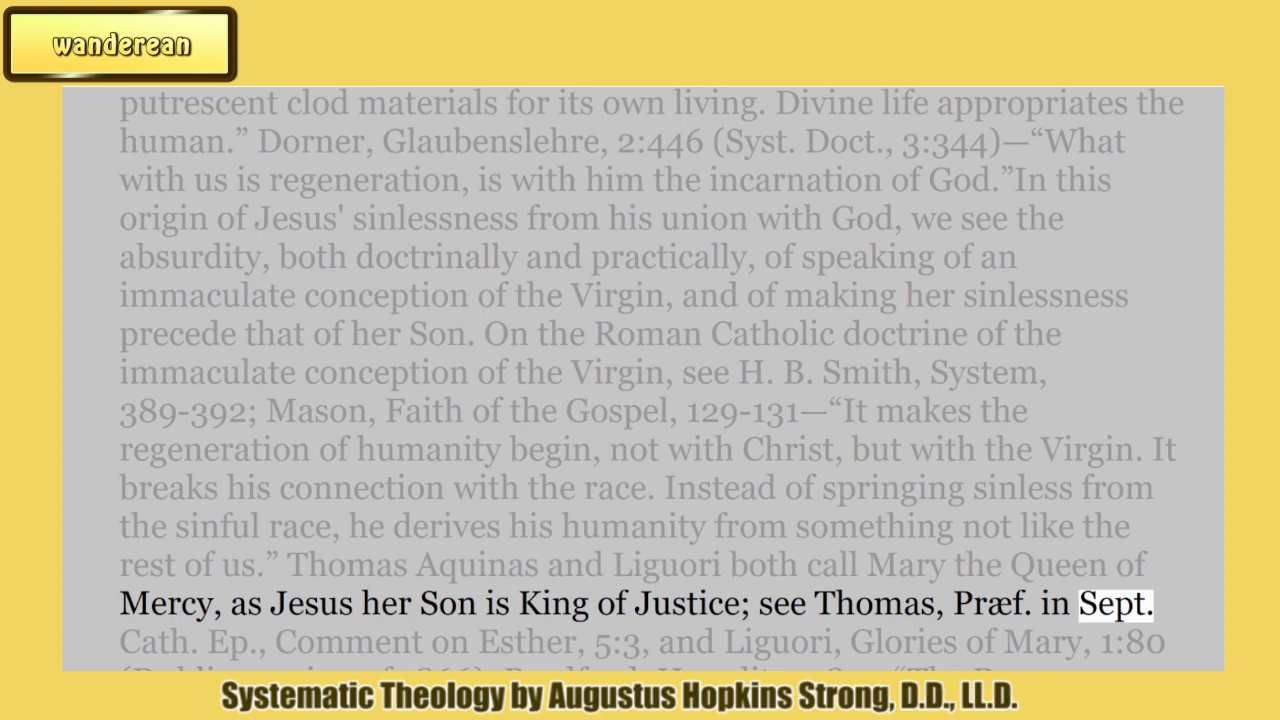 wanderean
putrescent clod materials for its own living. Divine life appropriates the
human.” Dorner, Glaubenslehre, 2:446 (Syst. Doct., 3:344)—“What
with us is regeneration, is with him the incarnation of God.”In this
origin of Jesus' sinlessness from his union with God, we see the
absurdity, both doctrinally and practically, of speaking of an
immaculate conception of the Virgin, and of making her sinlessness
precede that of her Son. On the Roman Catholic doctrine of the
immaculate conception of the Virgin, see H. B. Smith, System,
389-392; Mason, Faith of the Gospel, 129-131—“It makes the
regeneration of humanity begin, not with Christ, but with the Virgin. It
breaks his connection with the race. Instead of springing sinless from
the sinful race, he derives his humanity from something not like the
rest of us.” Thomas Aquinas and Liguori both call Mary the Queen of
Mercy, as Jesus her Son is King of Justice; see Thomas, Præf. in Sept.
Cath. Ep., Comment on Esther, 5:3, and Liguori, Glories of Mary, 1:80
Systematic Theology by Augustus Hopkins Strong, D.D., LL.D.